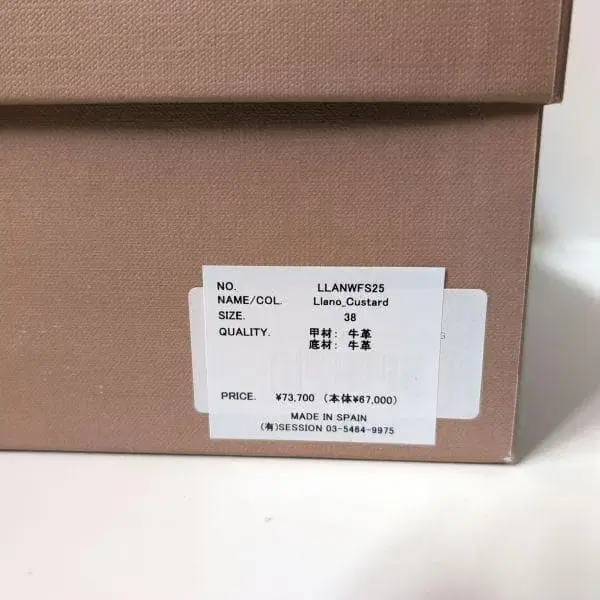 NO. LLANWFS25
NAME/COL. Llano_Custard
SIZE. 38
QUALITY. 甲材: 牛革
底材: 牛革
PRICE. ¥73,700 (本体¥67,000)
MADE IN SPAIN
(有)SESSION 03-5464-9975